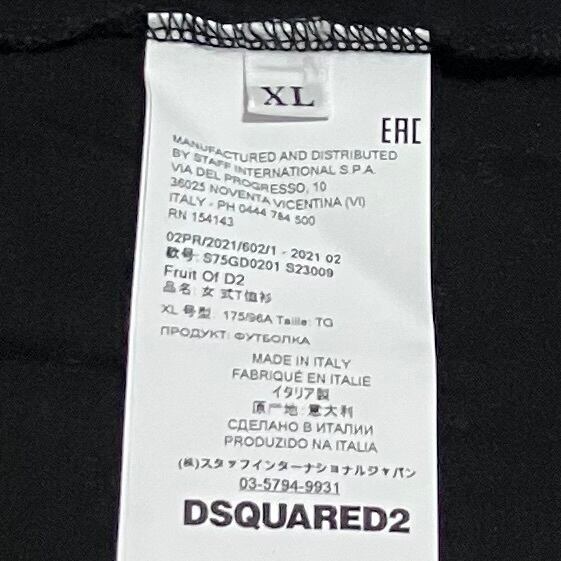 XL
EAC
MANUFACTURED AND DISTRIBUTED
BY STAFF INTERNATIONAL S.P.A.
VIA DEL PROGRESSO, 10
36025 NOVENTA VICENTINA (VI)
ITALY - PH 0444 784 500
RN 154143
02PR/2021/602/1 - 2021 02
款号: S75GD0201 S23009
Fruit Of D2
品名: 女 式T恤衫
XL 号型: 175/96A Taille: TG
ПРОДУКТ: ФУТБОЛКА
MADE IN ITALY
FABRIQUÉ EN ITALIE
イタリア製
原产地: 意大利
СДЕЛАНО В ИТАЛИИ
PRODUZIDO NA ITALIA
(株)スタッフインターナショナルジャパン
03-5794-9931
DSQUARED2